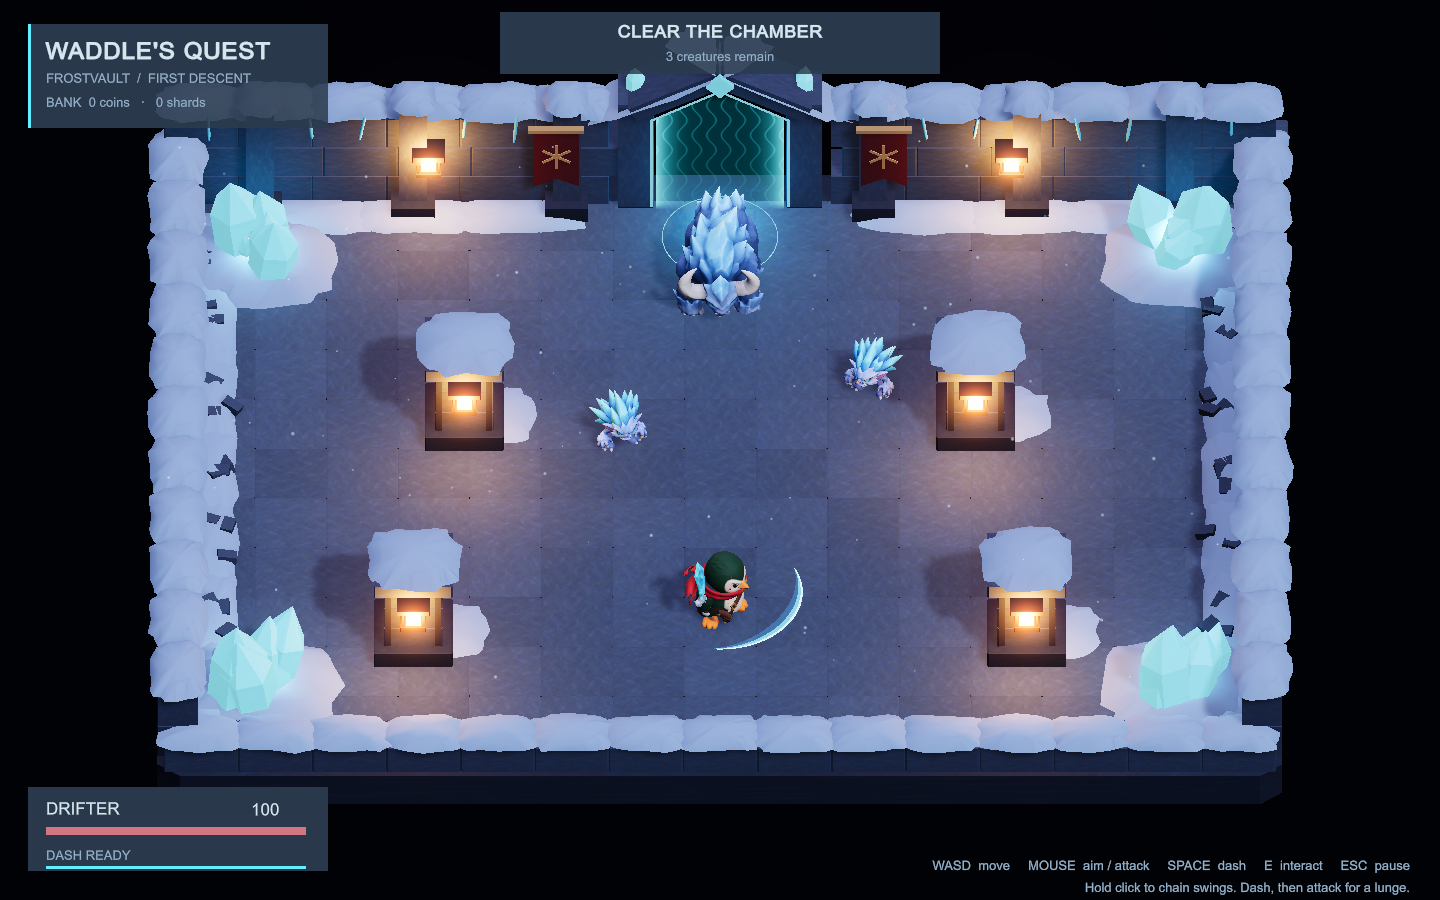 WADDLE'S QUEST
FROSTVAULT / FIRST DESCENT
BANK 0 coins · 0 shards
CLEAR THE CHAMBER
3 creatures remain
DRIFTER 100
DASH READY
WASD move MOUSE aim / attack SPACE dash E interact ESC pause
Hold click to chain swings. Dash, then attack for a lunge.